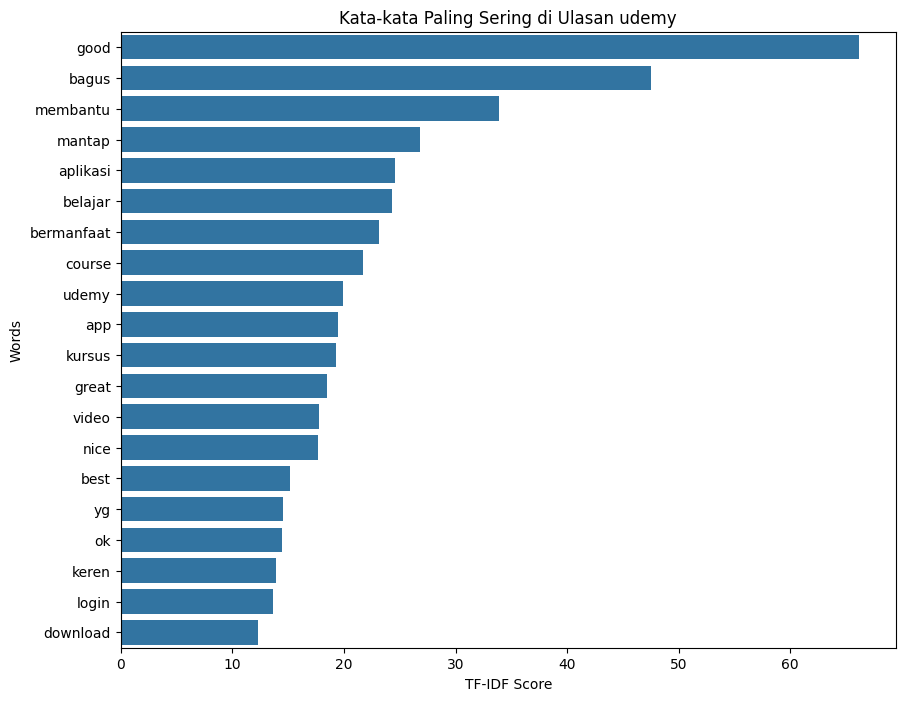 Kata-kata Paling Sering di Ulasan udemy
Words
good
bagus
membantu
mantap
aplikasi
belajar
bermanfaat
course
udemy
app
kursus
great
video
nice
best
yg
ok
keren
login
download
0 10 20 30 40 50 60
TF-IDF Score